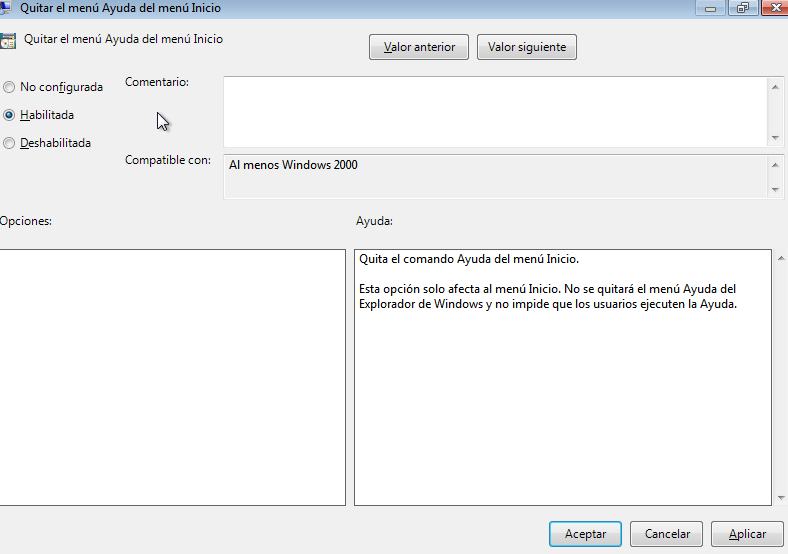 Quitar el menú Ayuda del menú Inicio
Quitar el menú Ayuda del menú Inicio
Valor anterior
Valor siguiente
No configurada
Comentario:
Habilitada
Deshabilitada
Compatible con:
Al menos Windows 2000
Opciones:
Ayuda:
Quita el comando Ayuda del menú Inicio.
Esta opción solo afecta al menú Inicio. No se quitará el menú Ayuda del
Explorador de Windows y no impide que los usuarios ejecuten la Ayuda.
Aceptar
Cancelar
Aplicar